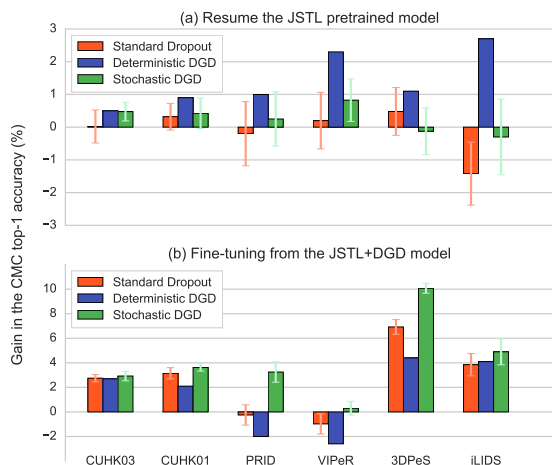 (a) Resume the JSTL pretrained model
3
2
1
0
−1
−2
−3
Standard Dropout
Deterministic DGD
Stochastic DGD
Gain in the CMC top-1 accuracy (%)
(b) Fine-tuning from the JSTL+DGD model
10
8
6
4
2
0
−2
Standard Dropout
Deterministic DGD
Stochastic DGD
CUHK03 CUHK01 PRID VIPeR 3DPeS iLIDS